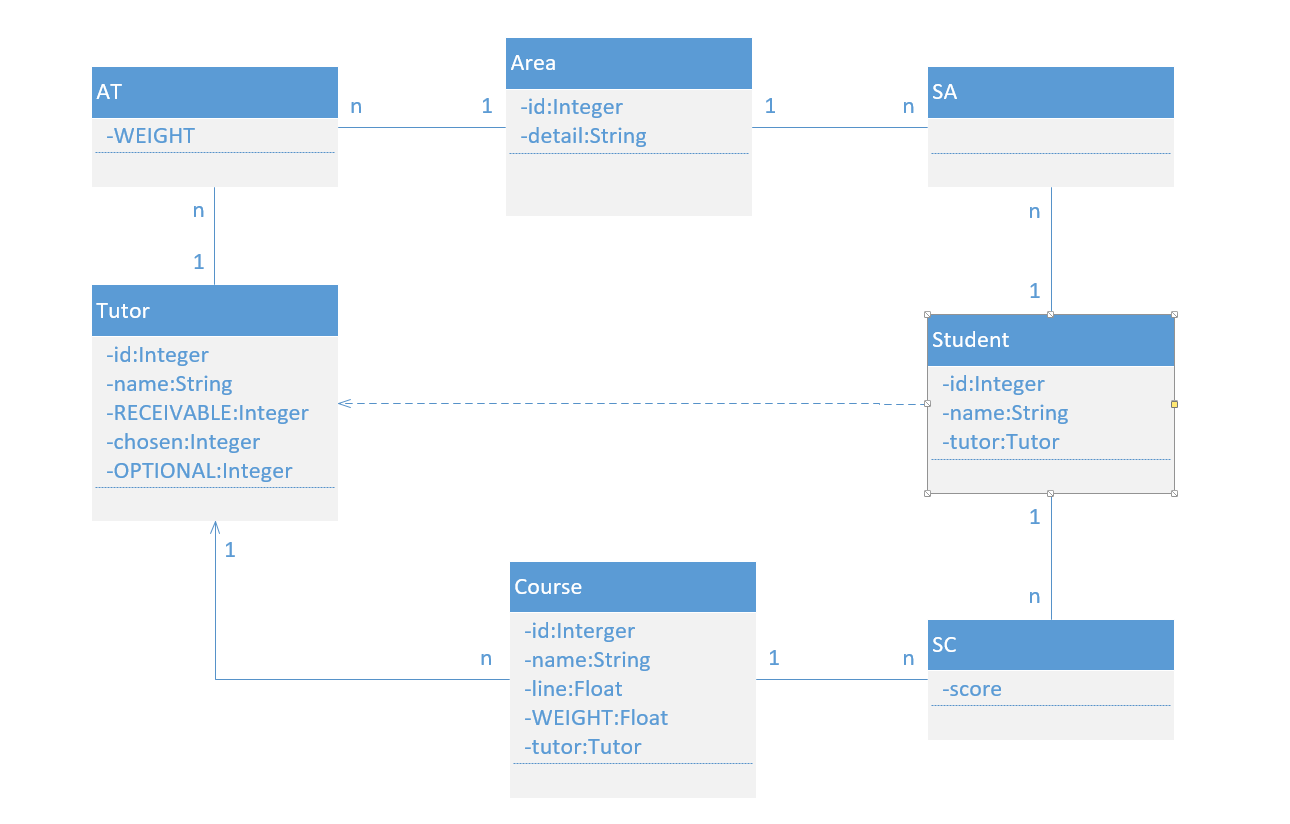 AT
-WEIGHT
n
1
Area
-id:Integer
-detail:String
1
n
SA
n
1
n
1
Tutor
-id:Integer
-name:String
-RECEIVABLE:Integer
-chosen:Integer
-OPTIONAL:Integer
Student
-id:Integer
-name:String
-tutor:Tutor
1
n
1
n
Course
-id:Interger
-name:String
-line:Float
-WEIGHT:Float
-tutor:Tutor
1
n
SC
-score